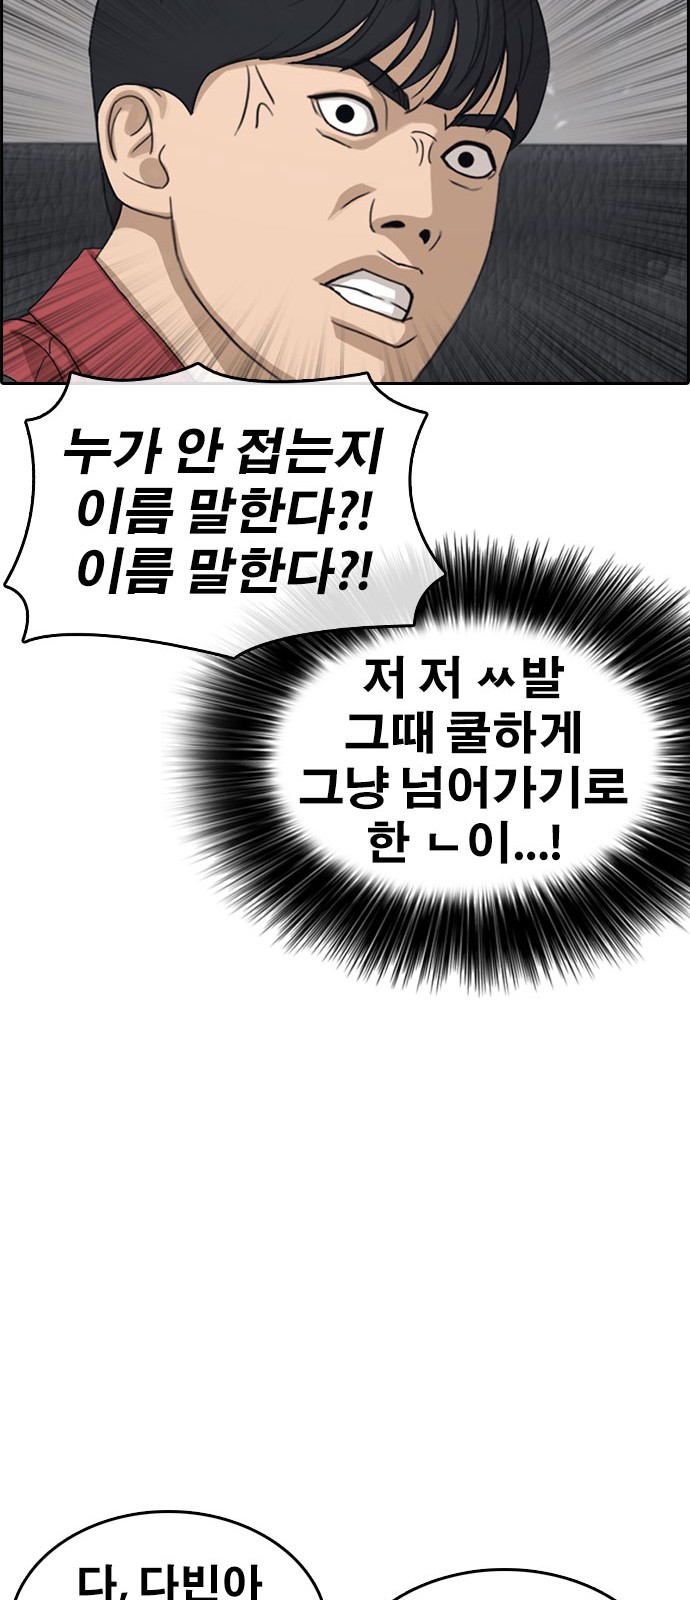 누가 안 접는지
이름 말한다?!
이름 말한다?!
저 저 ㅆ발
그때 쿨하게
그냥 넘어가기로
한 ㄴ이...!
다, 다빈아